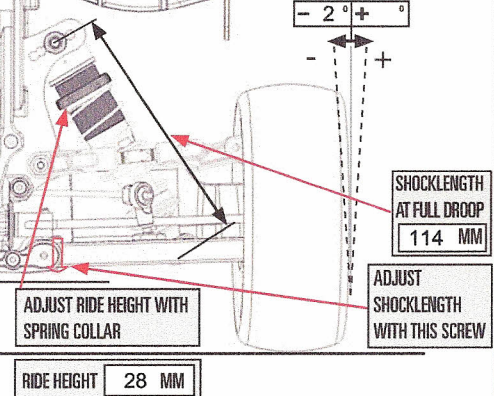 - 2 ° + °
- +
SHOCKLENGTH
AT FULL DROOP
114 MM
ADJUST
SHOCKLENGTH
WITH THIS SCREW
ADJUST RIDE HEIGHT WITH
SPRING COLLAR
RIDE HEIGHT 28 MM